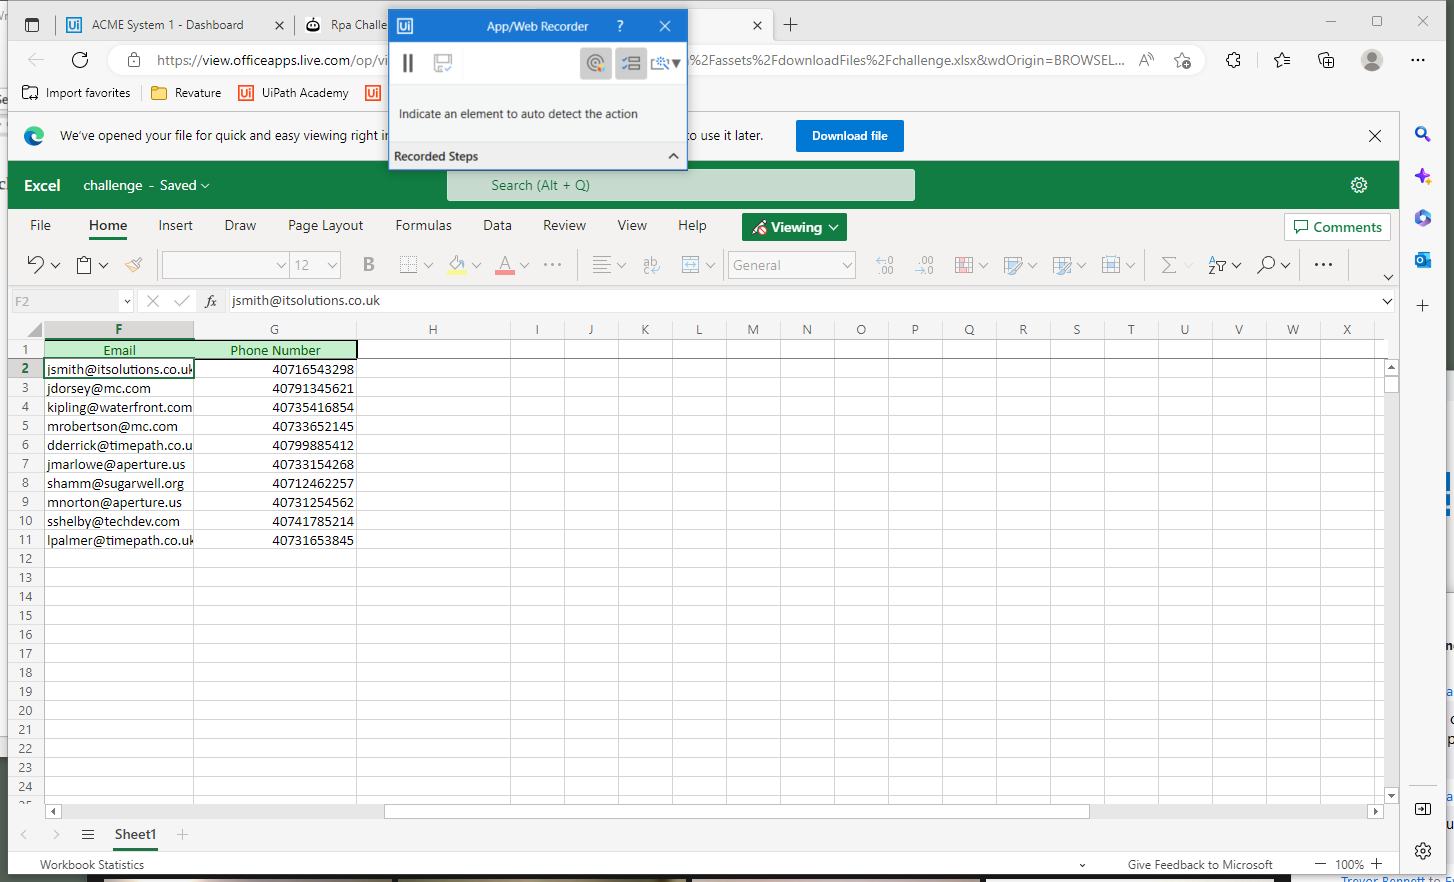 ACME System 1 - Dashboard
Rpa Challe
Ui App/Web Recorder ?
https://view.officeapps.live.com/op/vi
%2Fassets%2FdownloadFiles%2Fchallenge.xlsx&wdOrigin=BROWSEL...
Import favorites
Revature
UiPath Academy
Indicate an element to auto detect the action
Recorded Steps
We've opened your file for quick and easy viewing right i
o use it later.
Download file
Excel
challenge - Saved
Search (Alt + Q)
File Home Insert Draw Page Layout Formulas Data Review View Help
Viewing
Comments
12
B
General
F2
fx
jsmith@itsolutions.co.uk
F G H I J K L M N O P Q R S T U V W X
1 Email Phone Number
2 jsmith@itsolutions.co.uk 40716543298
3 jdorsey@mc.com 40791345621
4 kipling@waterfront.com 40735416854
5 mrobertson@mc.com 40733652145
6 dderrick@timepath.co.u 40799885412
7 jmarlowe@aperture.us 40733154268
8 shamm@sugarwell.org 40712462257
9 mnorton@aperture.us 40731254562
10 sshelby@techdev.com 40741785214
11 lpalmer@timepath.co.uk 40731653845
12
13
14
15
16
17
18
19
20
21
22
23
24
Sheet1
Workbook Statistics
Give Feedback to Microsoft
100%